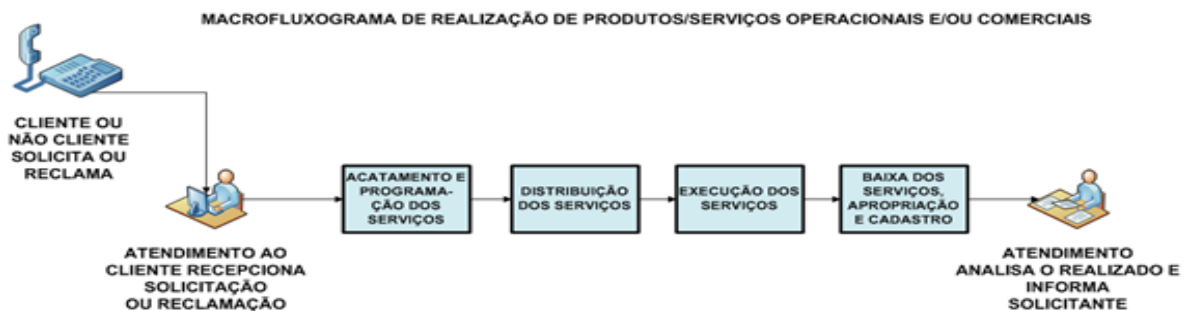 MACROFLUXOGRAMA DE REALIZAÇÃO DE PRODUTOS/SERVIÇOS OPERACIONAIS E/OU COMERCIAIS
CLIENTE OU
NÃO CLIENTE
SOLICITA OU
RECLAMA
ATENDIMENTO AO
CLIENTE RECEPCIONA
SOLICITAÇÃO
OU RECLAMAÇÃO
ACATAMENTO E
PROGRAMA-
ÇÃO DOS
SERVIÇOS
DISTRIBUIÇÃO
DOS SERVIÇOS
EXECUÇÃO DOS
SERVIÇOS
BAIXA DOS
SERVIÇOS,
APROPRIAÇÃO
E CADASTRO
ATENDIMENTO
ANALISA O REALIZADO E
INFORMA
SOLICITANTE